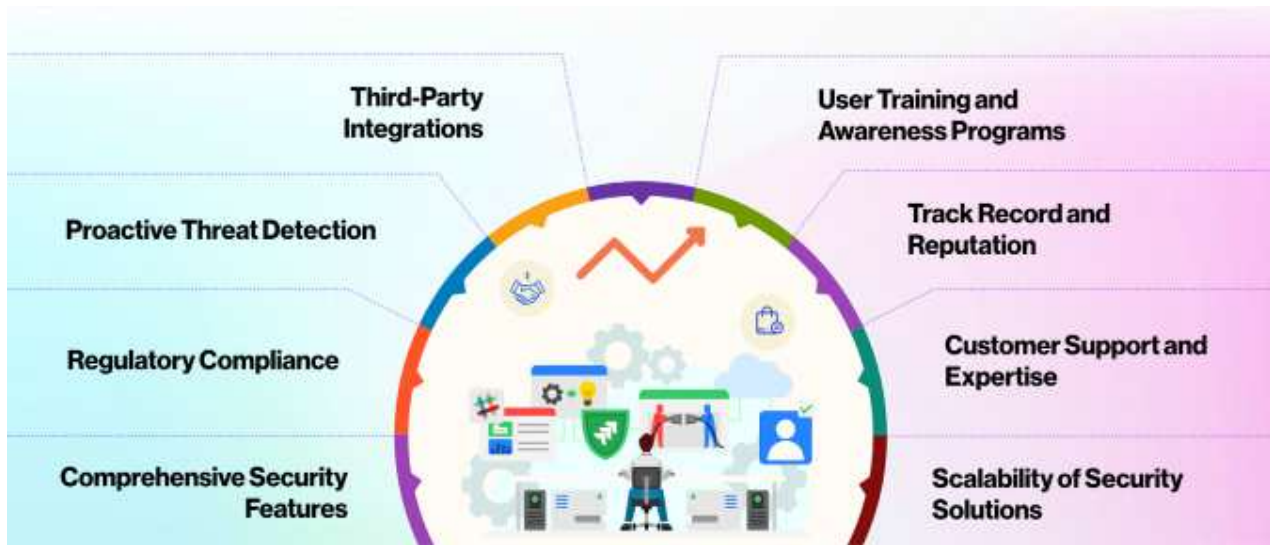 Third-Party
Integrations
User Training and
Awareness Programs
Proactive Threat Detection
Track Record and
Reputation
Regulatory Compliance
Customer Support and
Expertise
Comprehensive Security
Features
Scalability of Security
Solutions